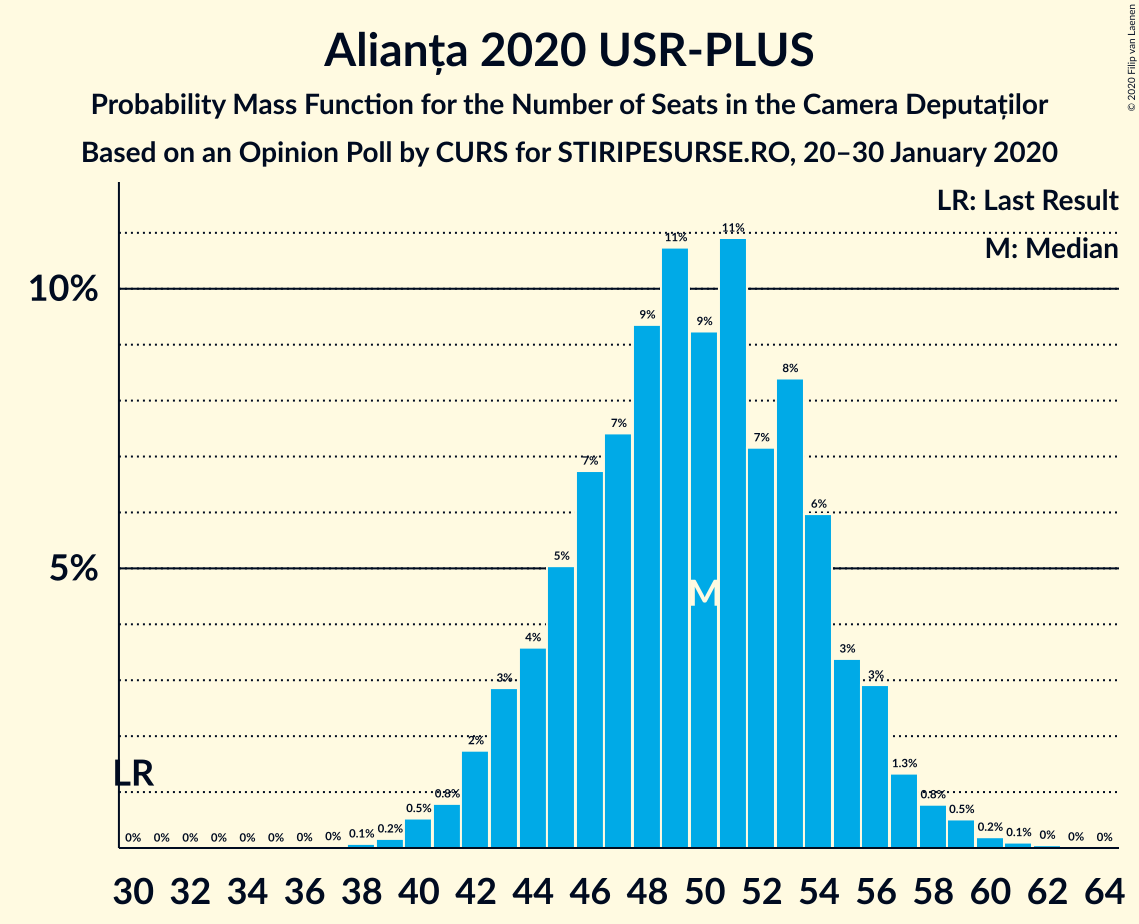 Alianța 2020 USR-PLUS
Probability Mass Function for the Number of Seats in the Camera Deputaților
Based on an Opinion Poll by CURS for STIRIPESURSE.RO, 20–30 January 2020
© 2020 Filip van Laenen
LR: Last Result
M: Median
10%
5%
LR
M
0% 0% 0% 0% 0% 0% 0% 0% 0.1% 0.2% 0.5% 0.8% 2% 3% 4% 5% 7% 7% 9% 11% 9% 11% 7% 8% 6% 3% 3% 1.3% 0.8% 0.5% 0.2% 0.1% 0% 0% 0%
30 32 34 36 38 40 42 44 46 48 50 52 54 56 58 60 62 64